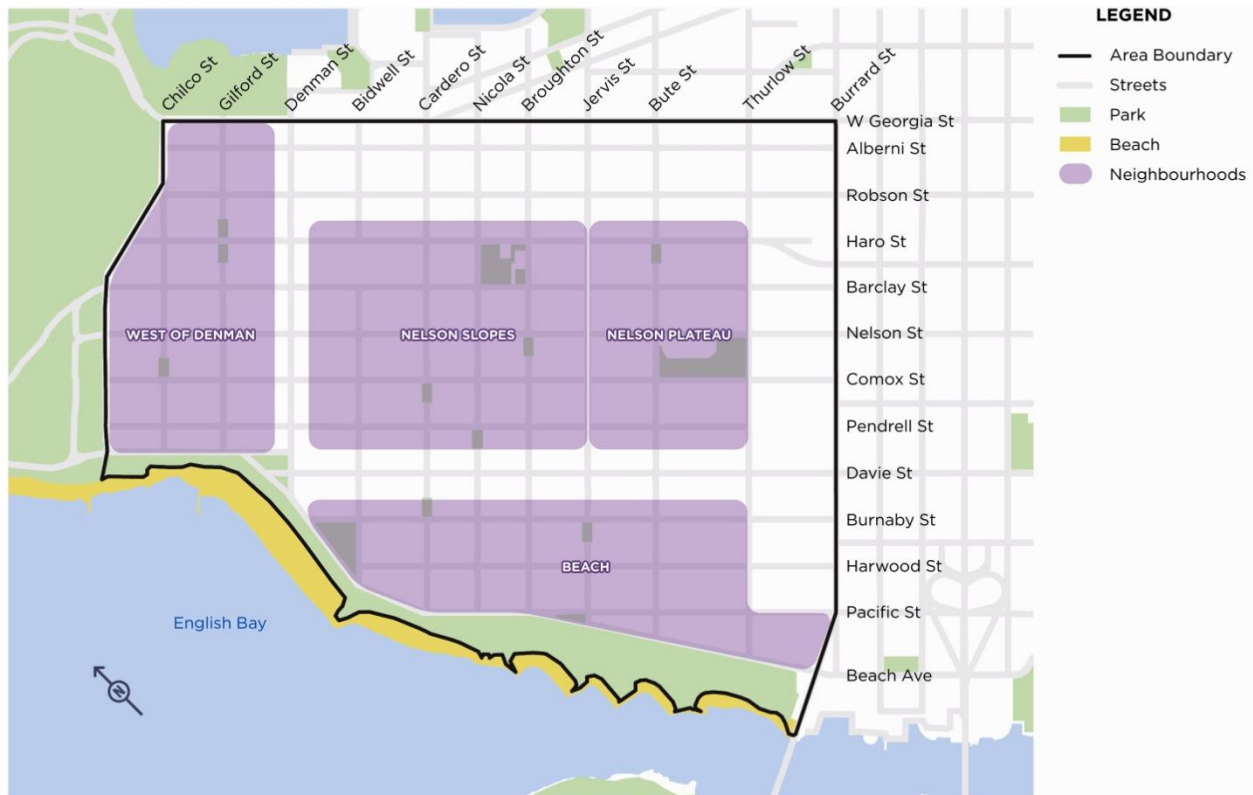 LEGEND
Area Boundary
Streets
Park
Beach
Neighbourhoods
Chilco St
Gilford St
Denman St
Bidwell St
Cardero St
Nicola St
Broughton St
Jervis St
Bute St
Thurlow St
Burrard St
W Georgia St
Alberni St
Robson St
Haro St
Barclay St
Nelson St
Comox St
Pendrell St
Davie St
Burnaby St
Harwood St
Pacific St
Beach Ave
WEST OF DENMAN
NELSON SLOPES
NELSON PLATEAU
BEACH
English Bay
N